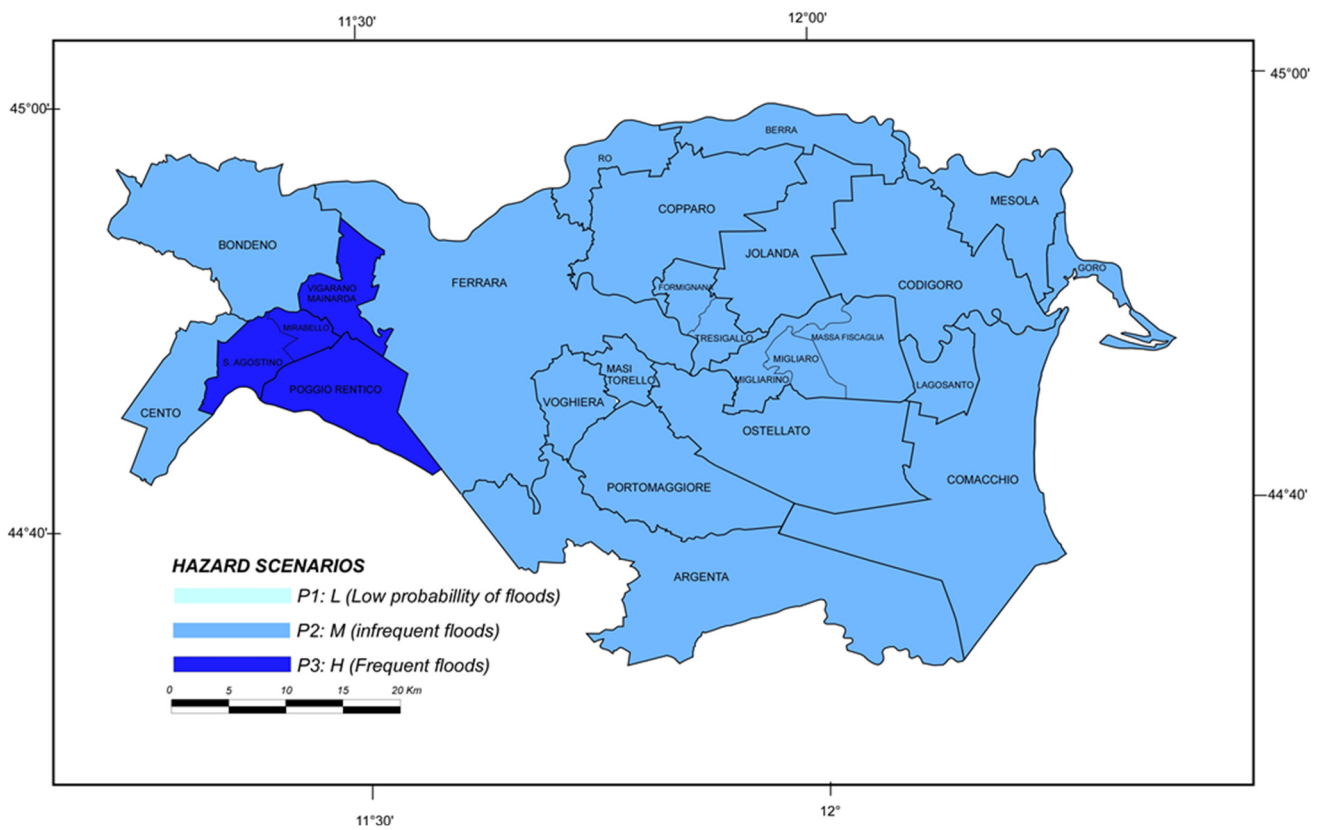 11°30'
12°00'
45°00'
45°00'
BERRA
RO
MESOLA
COPPARO
BONDENO
JOLANDA
GORO
FERRARA
CODIGORO
VIGARANO
MAINARDA
FORMIGNANA
MIRABELLO
TRESIGALLO
MASSA FISCAGLIA
S. AGOSTINO
MIGLIARO
MASI
TORELLO
MIGLIARINO
LAGOSANTO
POGGIO RENTICO
VOGHIERA
CENTO
OSTELLATO
COMACCHIO
PORTOMAGGIORE
44°40'
44°40'
ARGENTA
HAZARD SCENARIOS
P1: L (Low probabillity of floods)
P2: M (infrequent floods)
P3: H (Frequent floods)
0 5 10 15 20 Km
11°30'
12°